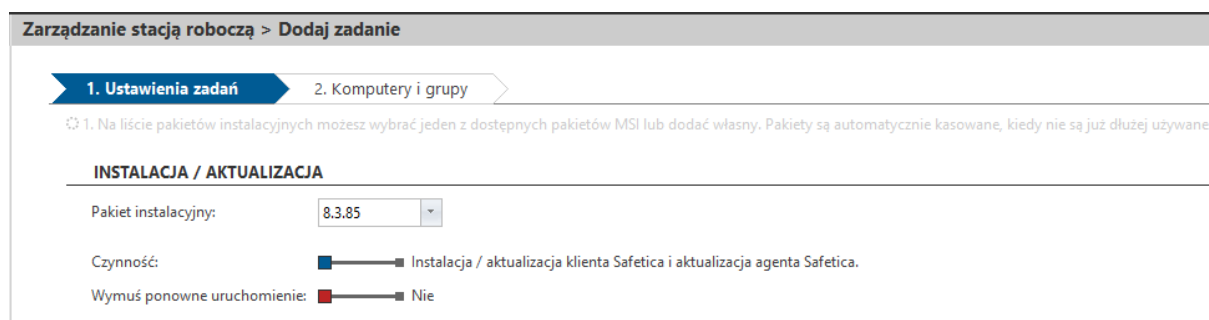 Zarządzanie stacją roboczą > Dodaj zadanie
1. Ustawienia zadań 2. Komputery i grupy
1. Na liście pakietów instalacyjnych możesz wybrać jeden z dostępnych pakietów MSI lub dodać własny. Pakiety są automatycznie kasowane, kiedy nie są już dłużej używane
INSTALACJA / AKTUALIZACJA
Pakiet instalacyjny: 8.3.85
Czynność: Instalacja / aktualizacja klienta Safetica i aktualizacja agenta Safetica.
Wymuś ponowne uruchomienie: Nie